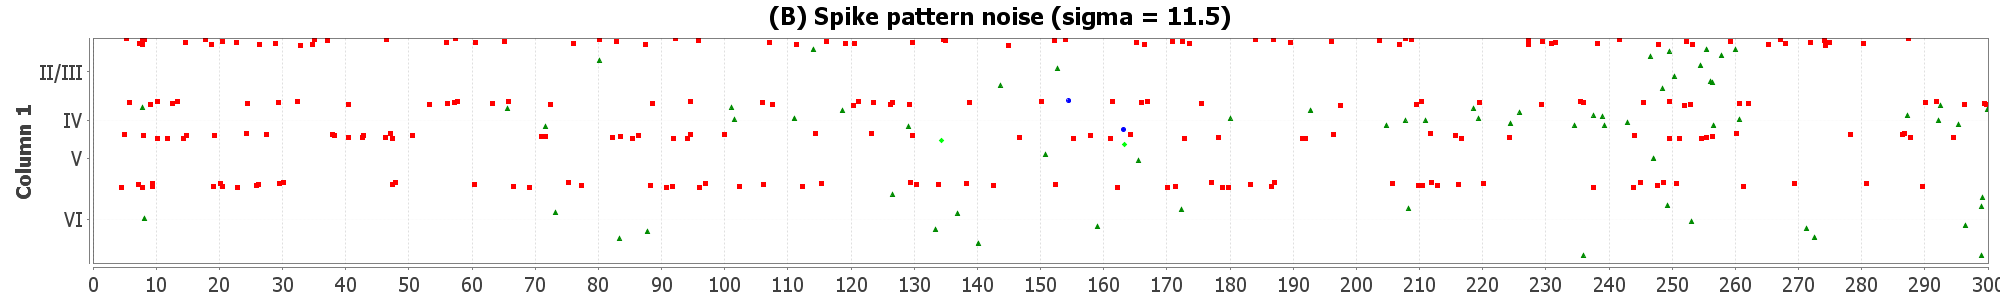 (B) Spike pattern noise (sigma = 11.5)
Column 1
II/III
IV
V
VI
0 10 20 30 40 50 60 70 80 90 100 110 120 130 140 150 160 170 180 190 200 210 220 230 240 250 260 270 280 290 300